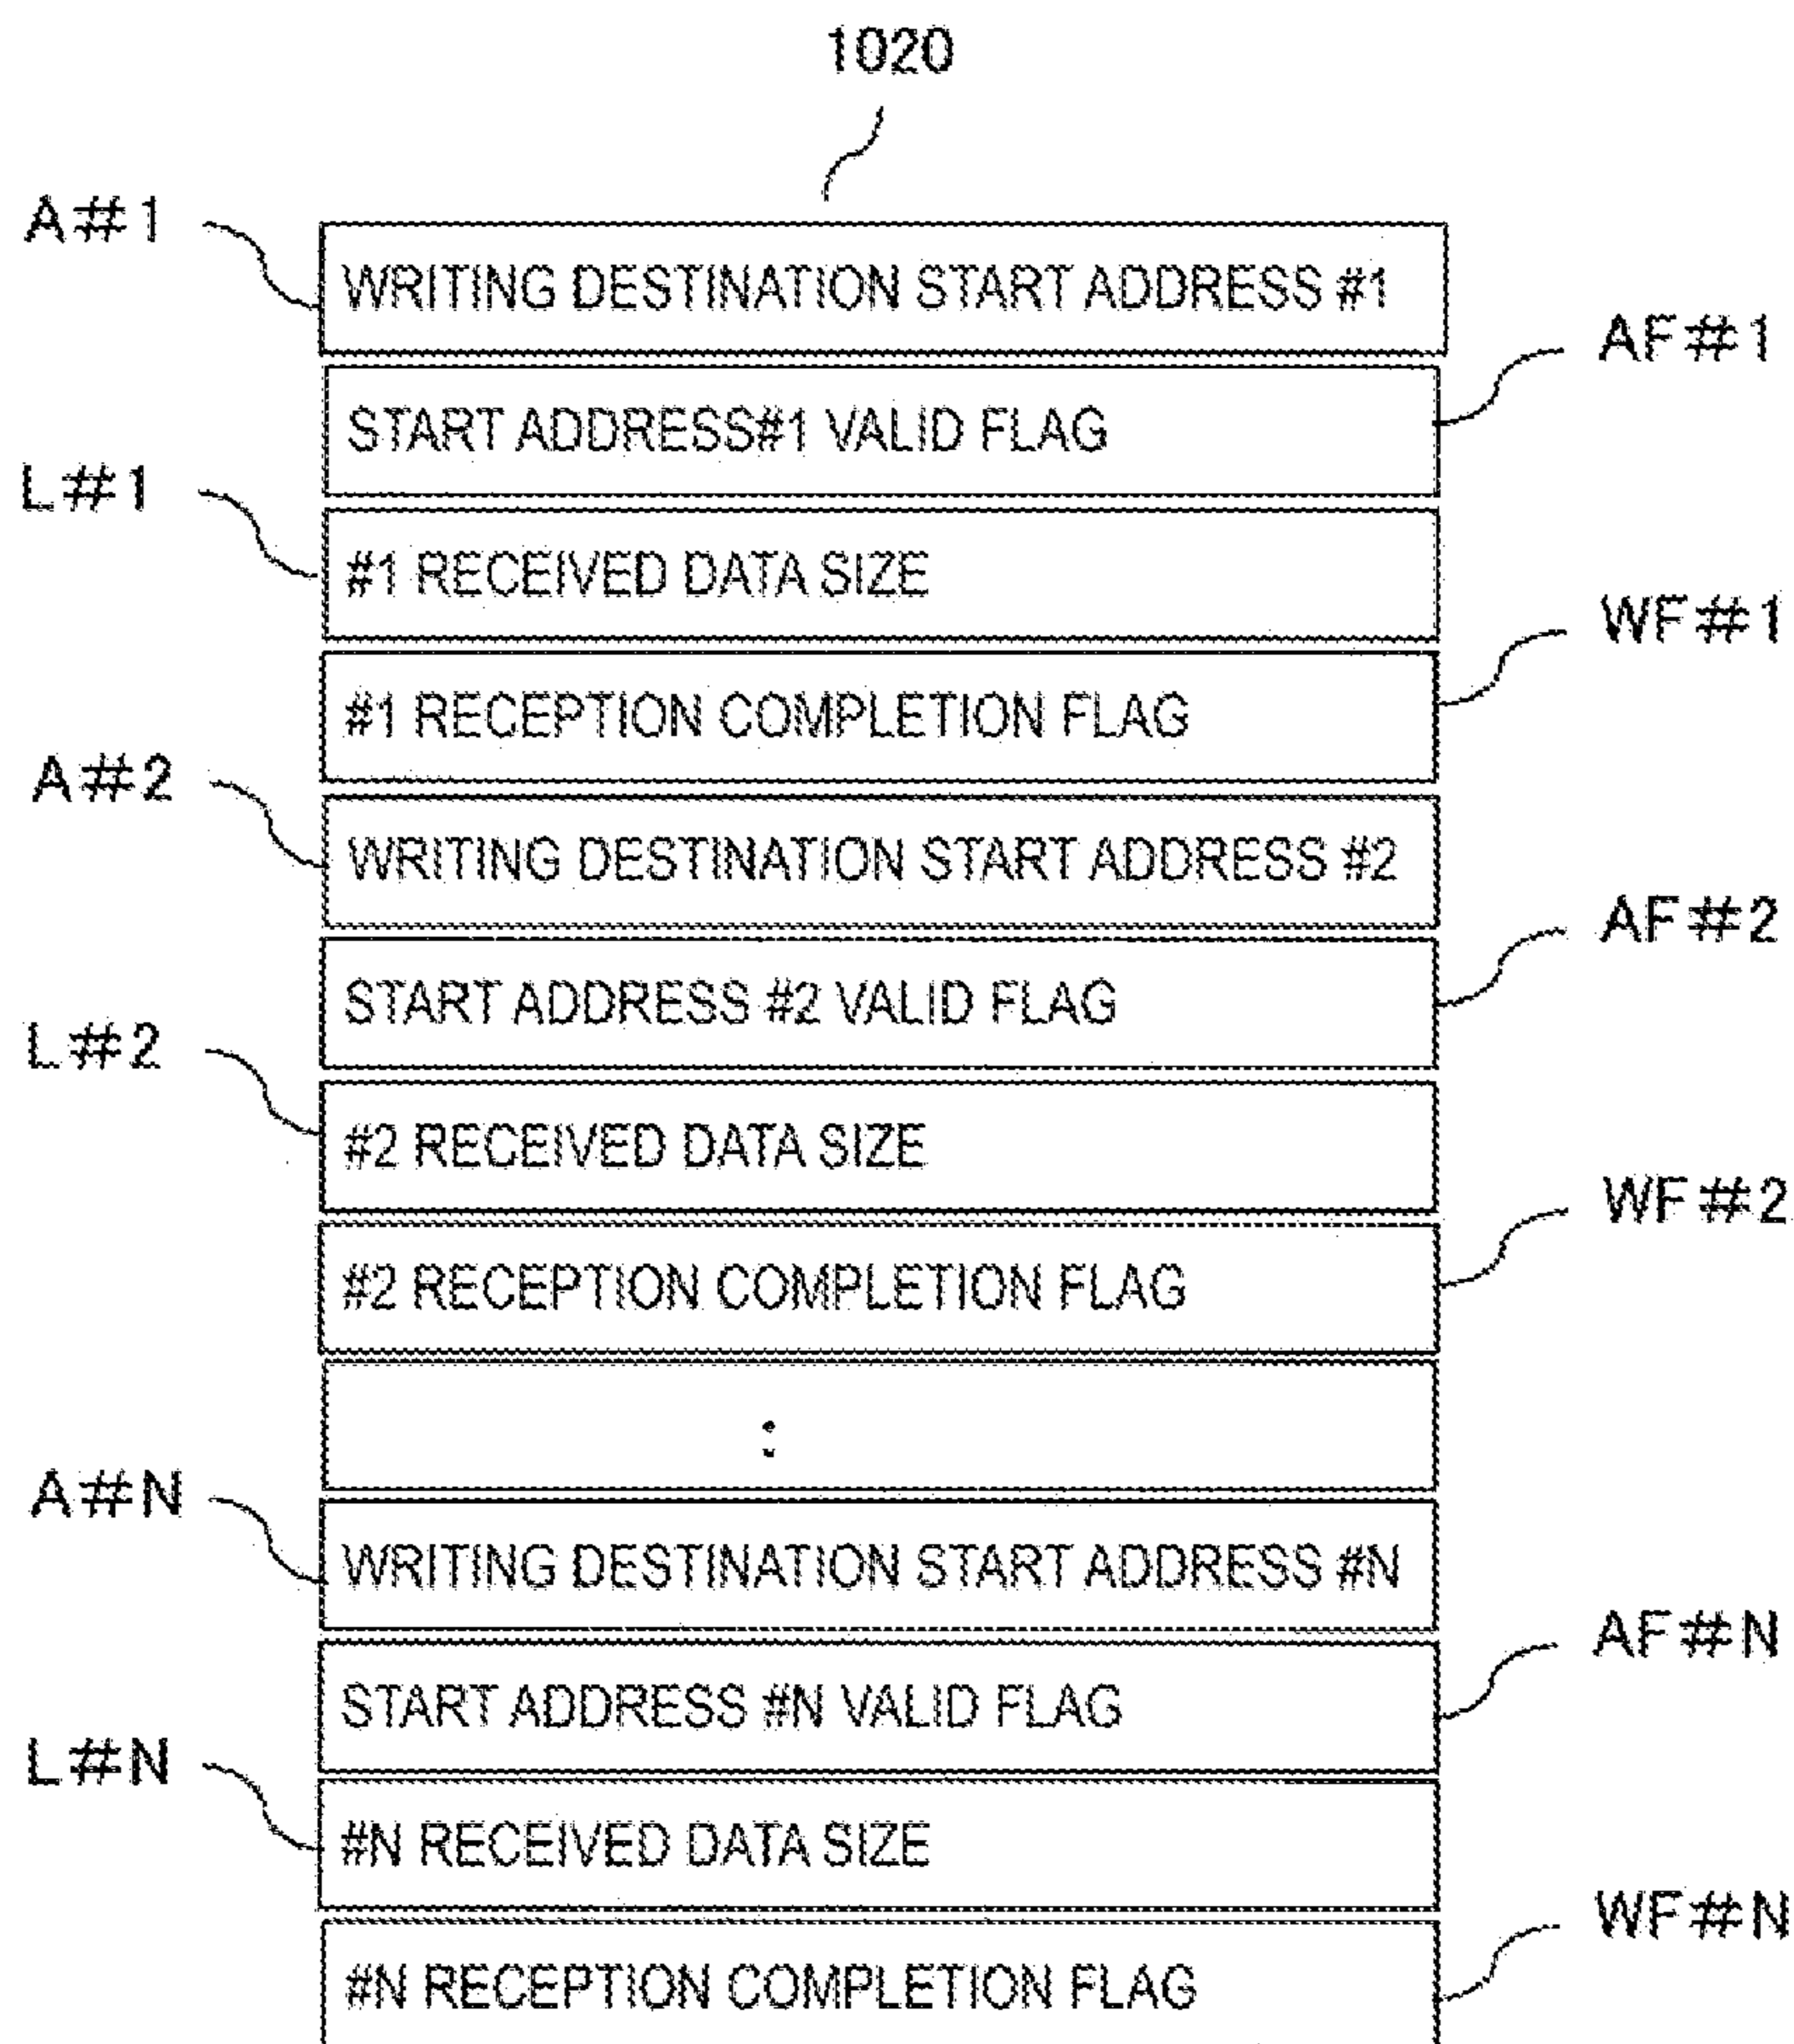 1020
A#1
WRITING DESTINATION START ADDRESS #1
AF#1
START ADDRESS#1 VALID FLAG
L#1
#1 RECEIVED DATA SIZE
WF#1
#1 RECEPTION COMPLETION FLAG
A#2
WRITING DESTINATION START ADDRESS #2
AF#2
START ADDRESS #2 VALID FLAG
L#2
#2 RECEIVED DATA SIZE
WF#2
#2 RECEPTION COMPLETION FLAG
:
A#N
WRITING DESTINATION START ADDRESS #N
AF#N
START ADDRESS #N VALID FLAG
L#N
#N RECEIVED DATA SIZE
WF#N
#N RECEPTION COMPLETION FLAG